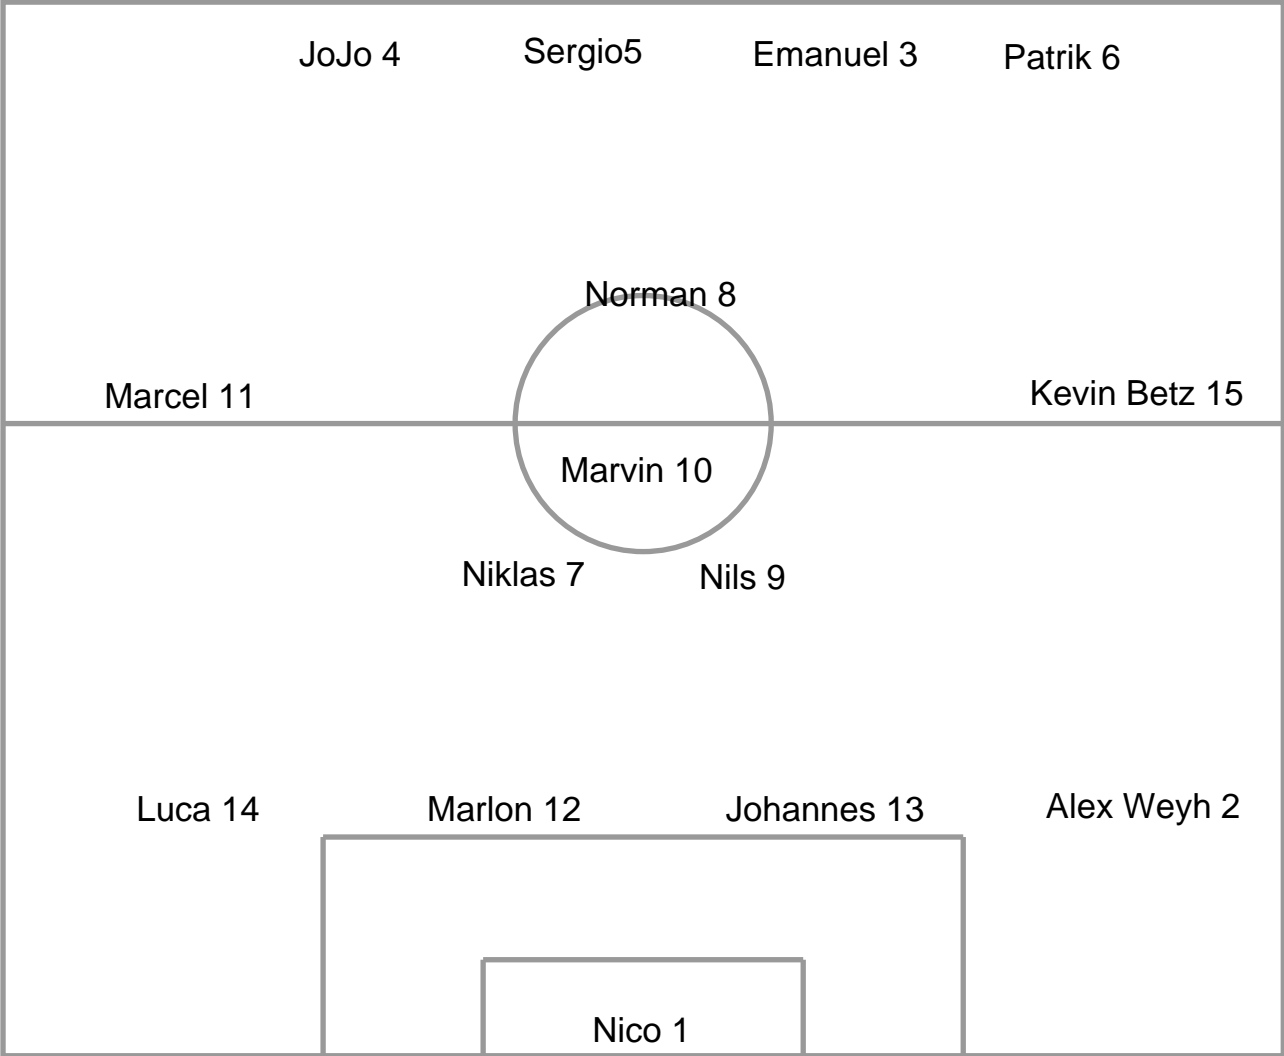 JoJo 4 Sergio5 Emanuel 3 Patrik 6
Norman 8
Marcel 11 Kevin Betz 15
Marvin 10
Niklas 7 Nils 9
Luca 14 Marlon 12 Johannes 13 Alex Weyh 2
Nico 1